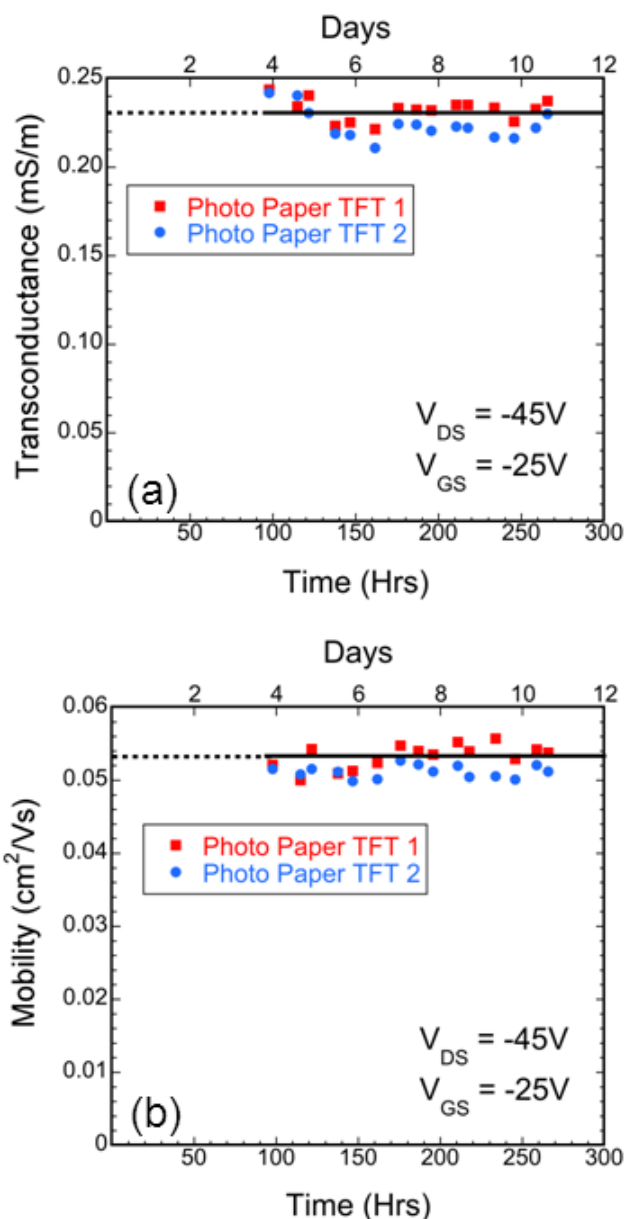 Days
2 4 6 8 10 12
0.25
0.20
0.15
0.10
0.05
0
Transconductance (mS/m)
Photo Paper TFT 1
Photo Paper TFT 2
V_DS = -45V
V_GS = -25V
(a)
50 100 150 200 250 300
Time (Hrs)
Days
2 4 6 8 10 12
0.06
0.05
0.04
0.03
0.02
0.01
0
Mobility (cm²/Vs)
Photo Paper TFT 1
Photo Paper TFT 2
V_DS = -45V
V_GS = -25V
(b)
50 100 150 200 250 300
Time (Hrs)